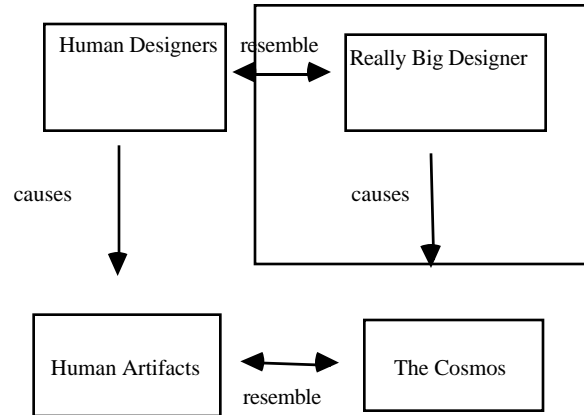 Human Designers
resemble
Really Big Designer
causes
causes
Human Artifacts
The Cosmos
resemble